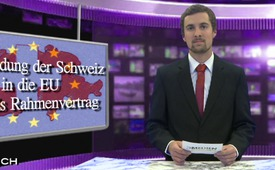 dung der Schweiz
in die EU
s Rahmenvertrag
CH